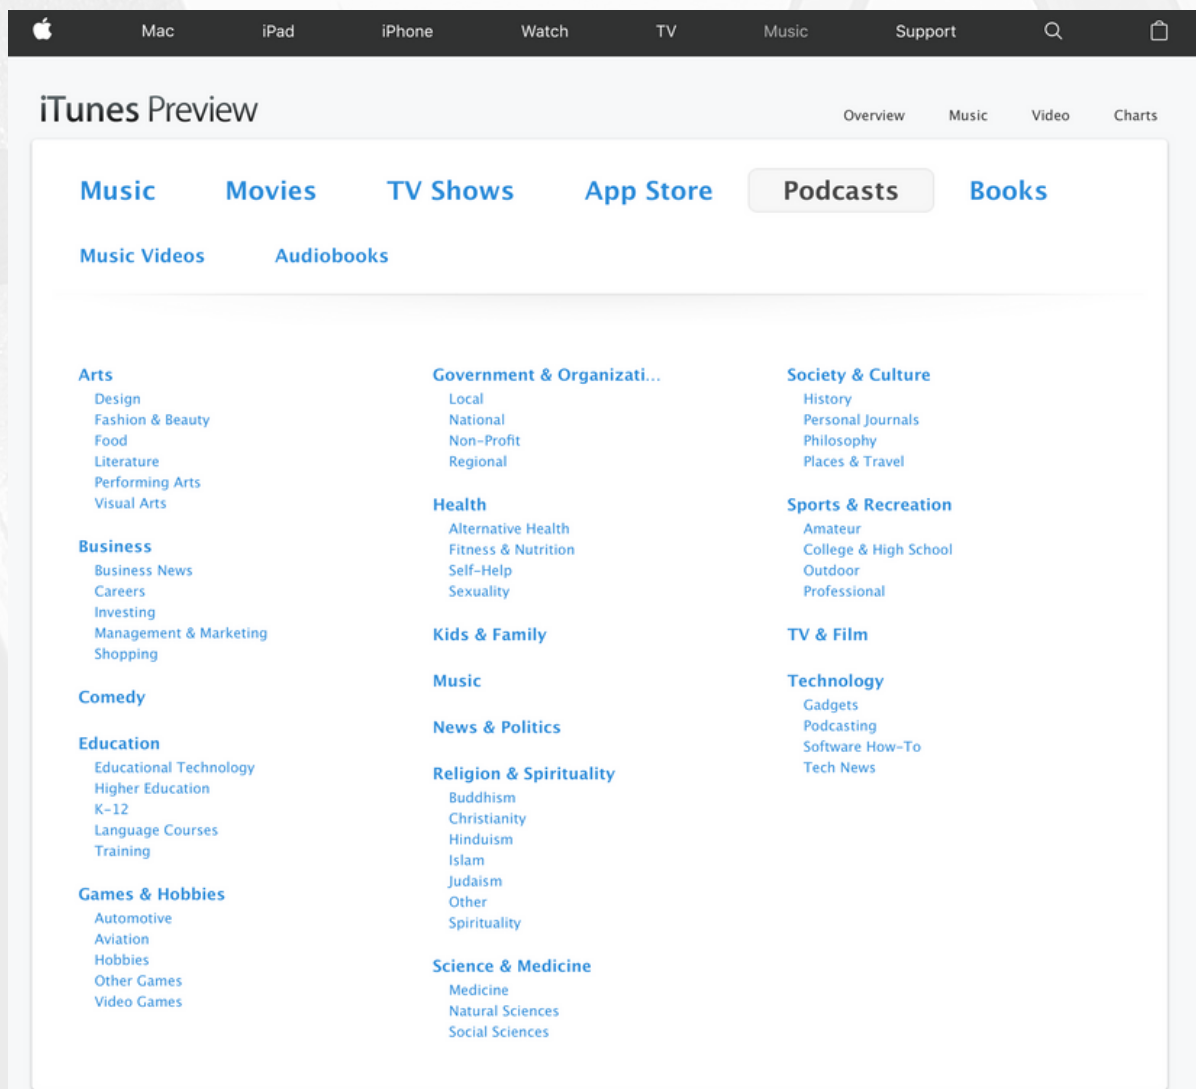 Mac iPad iPhone Watch TV Music Support
iTunes Preview
Overview Music Video Charts
Music Movies TV Shows App Store Podcasts Books
Music Videos Audiobooks
Arts
Design
Fashion & Beauty
Food
Literature
Performing Arts
Visual Arts
Business
Business News
Careers
Investing
Management & Marketing
Shopping
Comedy
Education
Educational Technology
Higher Education
K-12
Language Courses
Training
Games & Hobbies
Automotive
Aviation
Hobbies
Other Games
Video Games
Government & Organizati...
Local
National
Non-Profit
Regional
Health
Alternative Health
Fitness & Nutrition
Self-Help
Sexuality
Kids & Family
Music
News & Politics
Religion & Spirituality
Buddhism
Christianity
Hinduism
Islam
Judaism
Other
Spirituality
Science & Medicine
Medicine
Natural Sciences
Social Sciences
Society & Culture
History
Personal Journals
Philosophy
Places & Travel
Sports & Recreation
Amateur
College & High School
Outdoor
Professional
TV & Film
Technology
Gadgets
Podcasting
Software How-To
Tech News